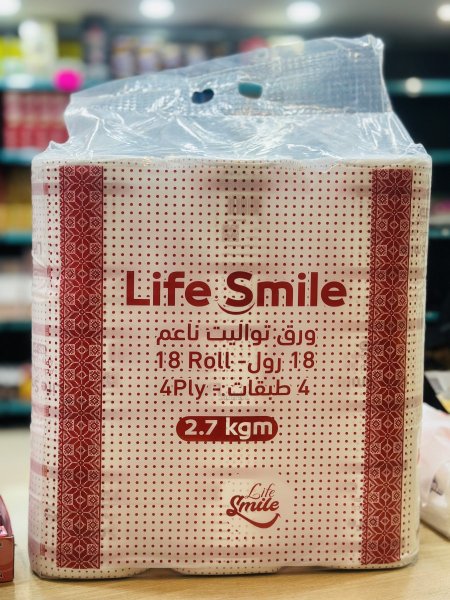 Life Smile
ورق تواليت ناعم
18 رول- 18 Roll
4 طبقات - 4Ply
2.7 kgm
Life
Smile